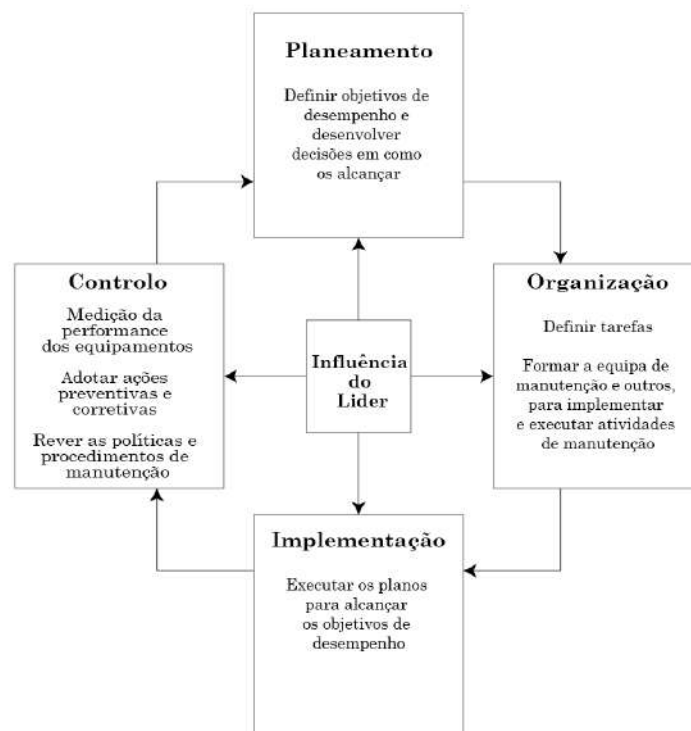 Planeamento
Definir objetivos de
desempenho e
desenvolver
decisões em como
os alcançar
Controlo
Medição da
performance
dos equipamentos
Adotar ações
preventivas e
corretivas
Rever as políticas e
procedimentos de
manutenção
Influência
do
Lider
Organização
Definir tarefas
Formar a equipa de
manutenção e outros,
para implementar
e executar atividades
de manutenção
Implementação
Executar os planos
para alcançar
os objetivos de
desempenho